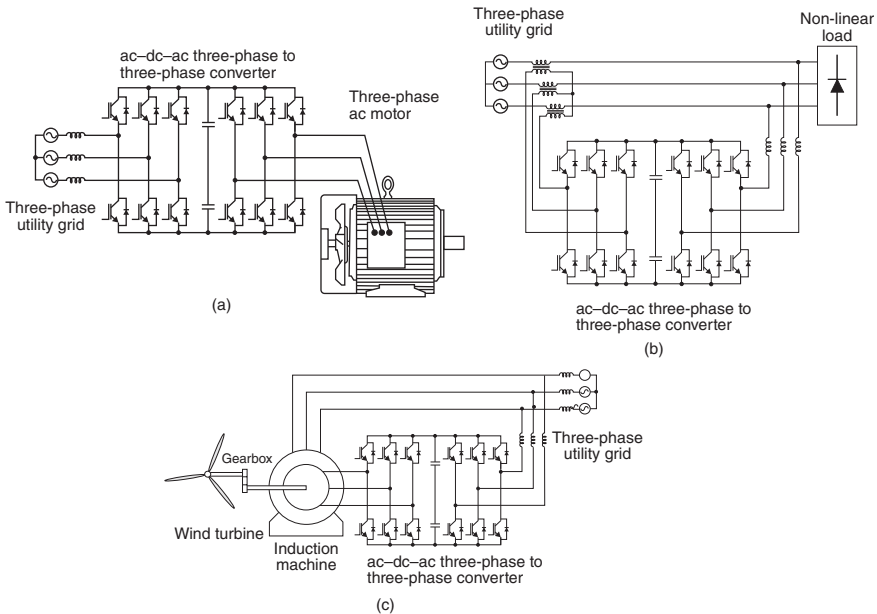 ac–dc–ac three-phase to
three-phase converter
Three-phase
ac motor
Three-phase
utility grid
(a)
Three-phase
utility grid
Non-linear
load
ac–dc–ac three-phase to
three-phase converter
(b)
Gearbox
Wind turbine
Induction
machine
Three-phase
utility grid
ac–dc–ac three-phase to
three-phase converter
(c)